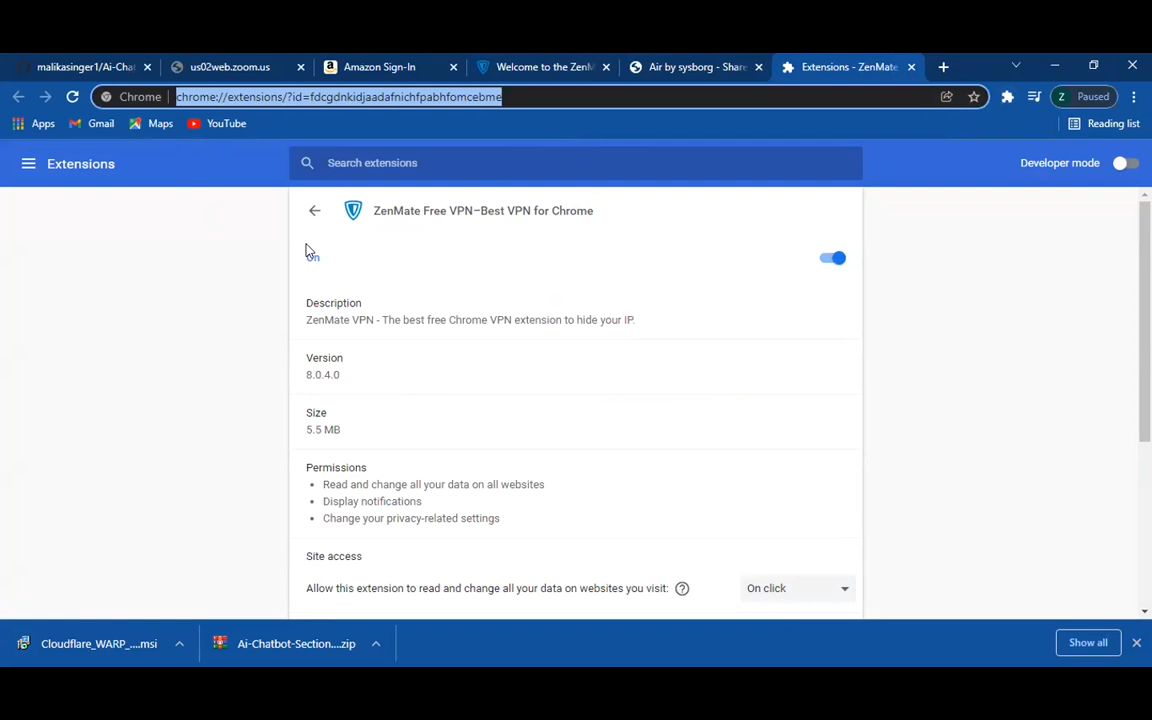 malikasinger1/Ai-Chat
us02web.zoom.us
Amazon Sign-In
Welcome to the ZenM
Air by sysborg - Share
Extensions - ZenMate
Chrome
chrome://extensions/?id=fdcgdnkidjaadafnichfpabhfomcebme
Z
Paused
Apps
Gmail
Maps
YouTube
Reading list
Extensions
Search extensions
Developer mode
ZenMate Free VPN–Best VPN for Chrome
On
Description
ZenMate VPN - The best free Chrome VPN extension to hide your IP.
Version
8.0.4.0
Size
5.5 MB
Permissions
• Read and change all your data on all websites
• Display notifications
• Change your privacy-related settings
Site access
Allow this extension to read and change all your data on websites you visit:
On click
Cloudflare_WARP_....msi
Ai-Chatbot-Section....zip
Show all